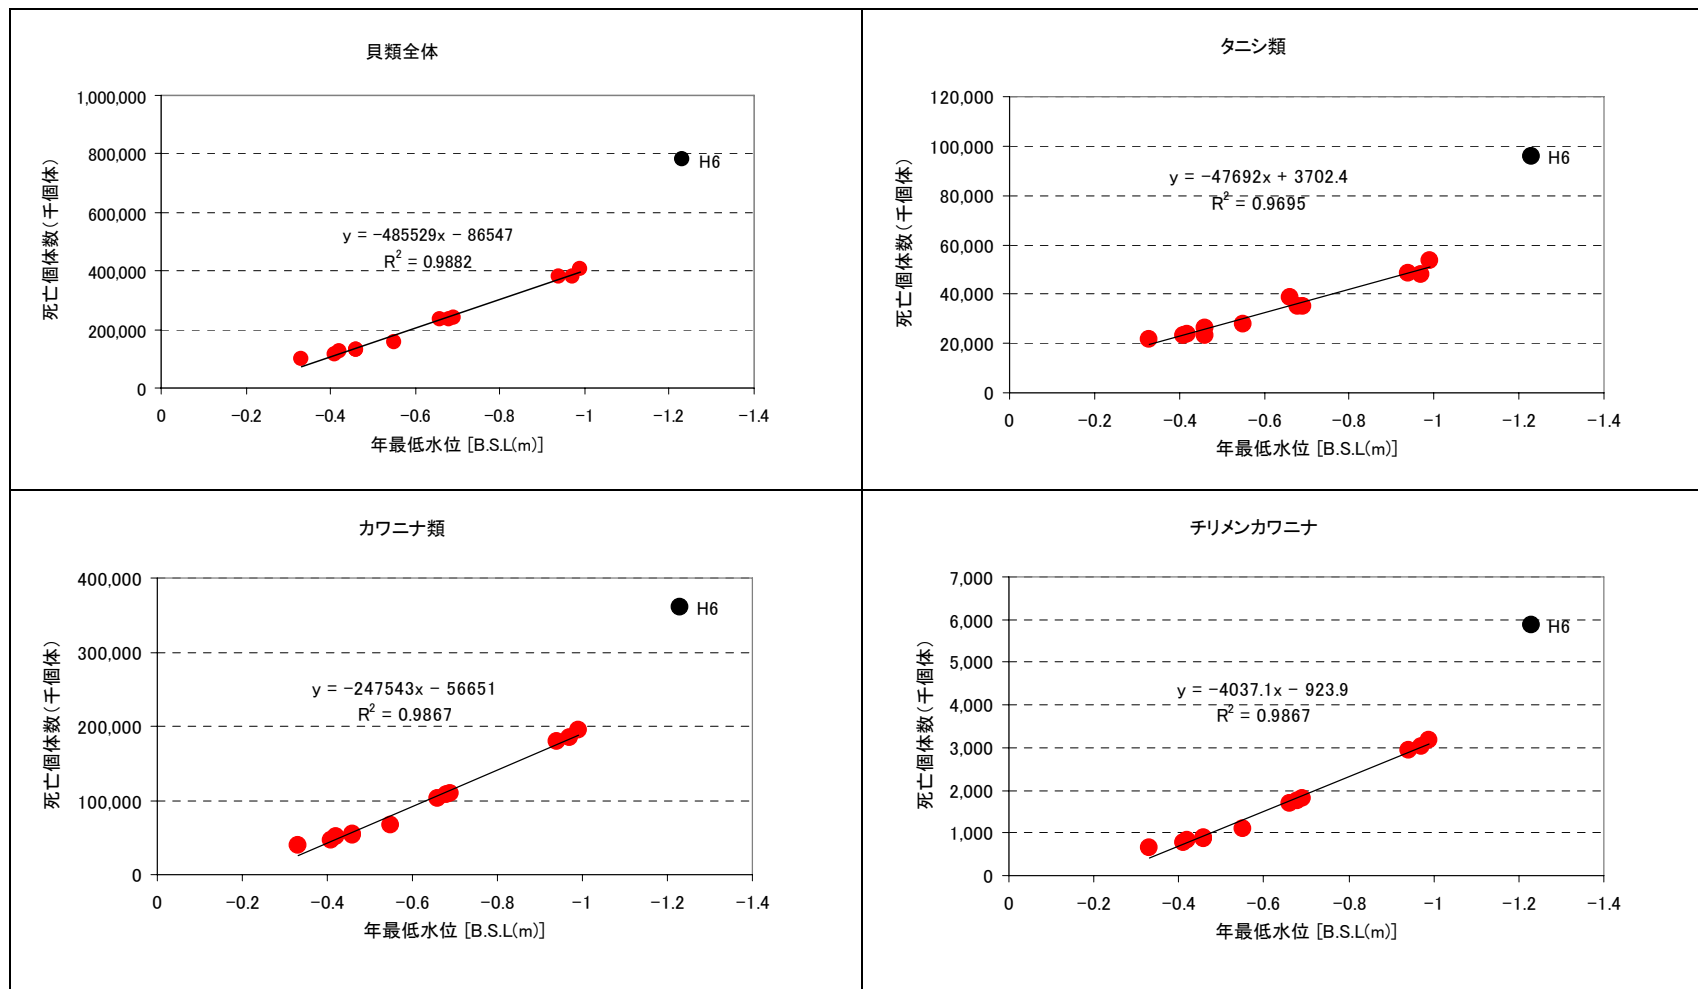 貝類全体
1,000,000
800,000
600,000
400,000
200,000
0
死亡個体数(千個体)
H6
y = -485529x - 86547
R² = 0.9882
0 -0.2 -0.4 -0.6 -0.8 -1 -1.2 -1.4
年最低水位 [B.S.L(m)]
タニシ類
120,000
100,000
80,000
60,000
40,000
20,000
0
死亡個体数(千個体)
H6
y = -47692x + 3702.4
R² = 0.9695
0 -0.2 -0.4 -0.6 -0.8 -1 -1.2 -1.4
年最低水位 [B.S.L(m)]
カワニナ類
400,000
300,000
200,000
100,000
0
死亡個体数(千個体)
H6
y = -247543x - 56651
R² = 0.9867
0 -0.2 -0.4 -0.6 -0.8 -1 -1.2 -1.4
年最低水位 [B.S.L(m)]
チリメンカワニナ
7,000
6,000
5,000
4,000
3,000
2,000
1,000
0
死亡個体数(千個体)
H6
y = -4037.1x - 923.9
R² = 0.9867
0 -0.2 -0.4 -0.6 -0.8 -1 -1.2 -1.4
年最低水位 [B.S.L(m)]